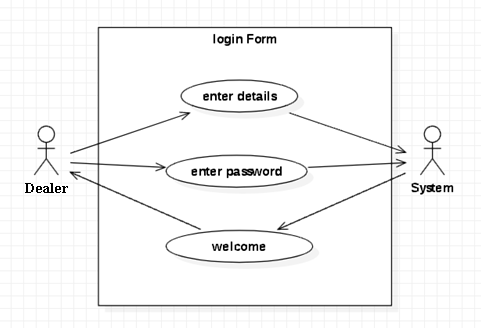 login Form
enter details
enter password
Dealer
System
welcome